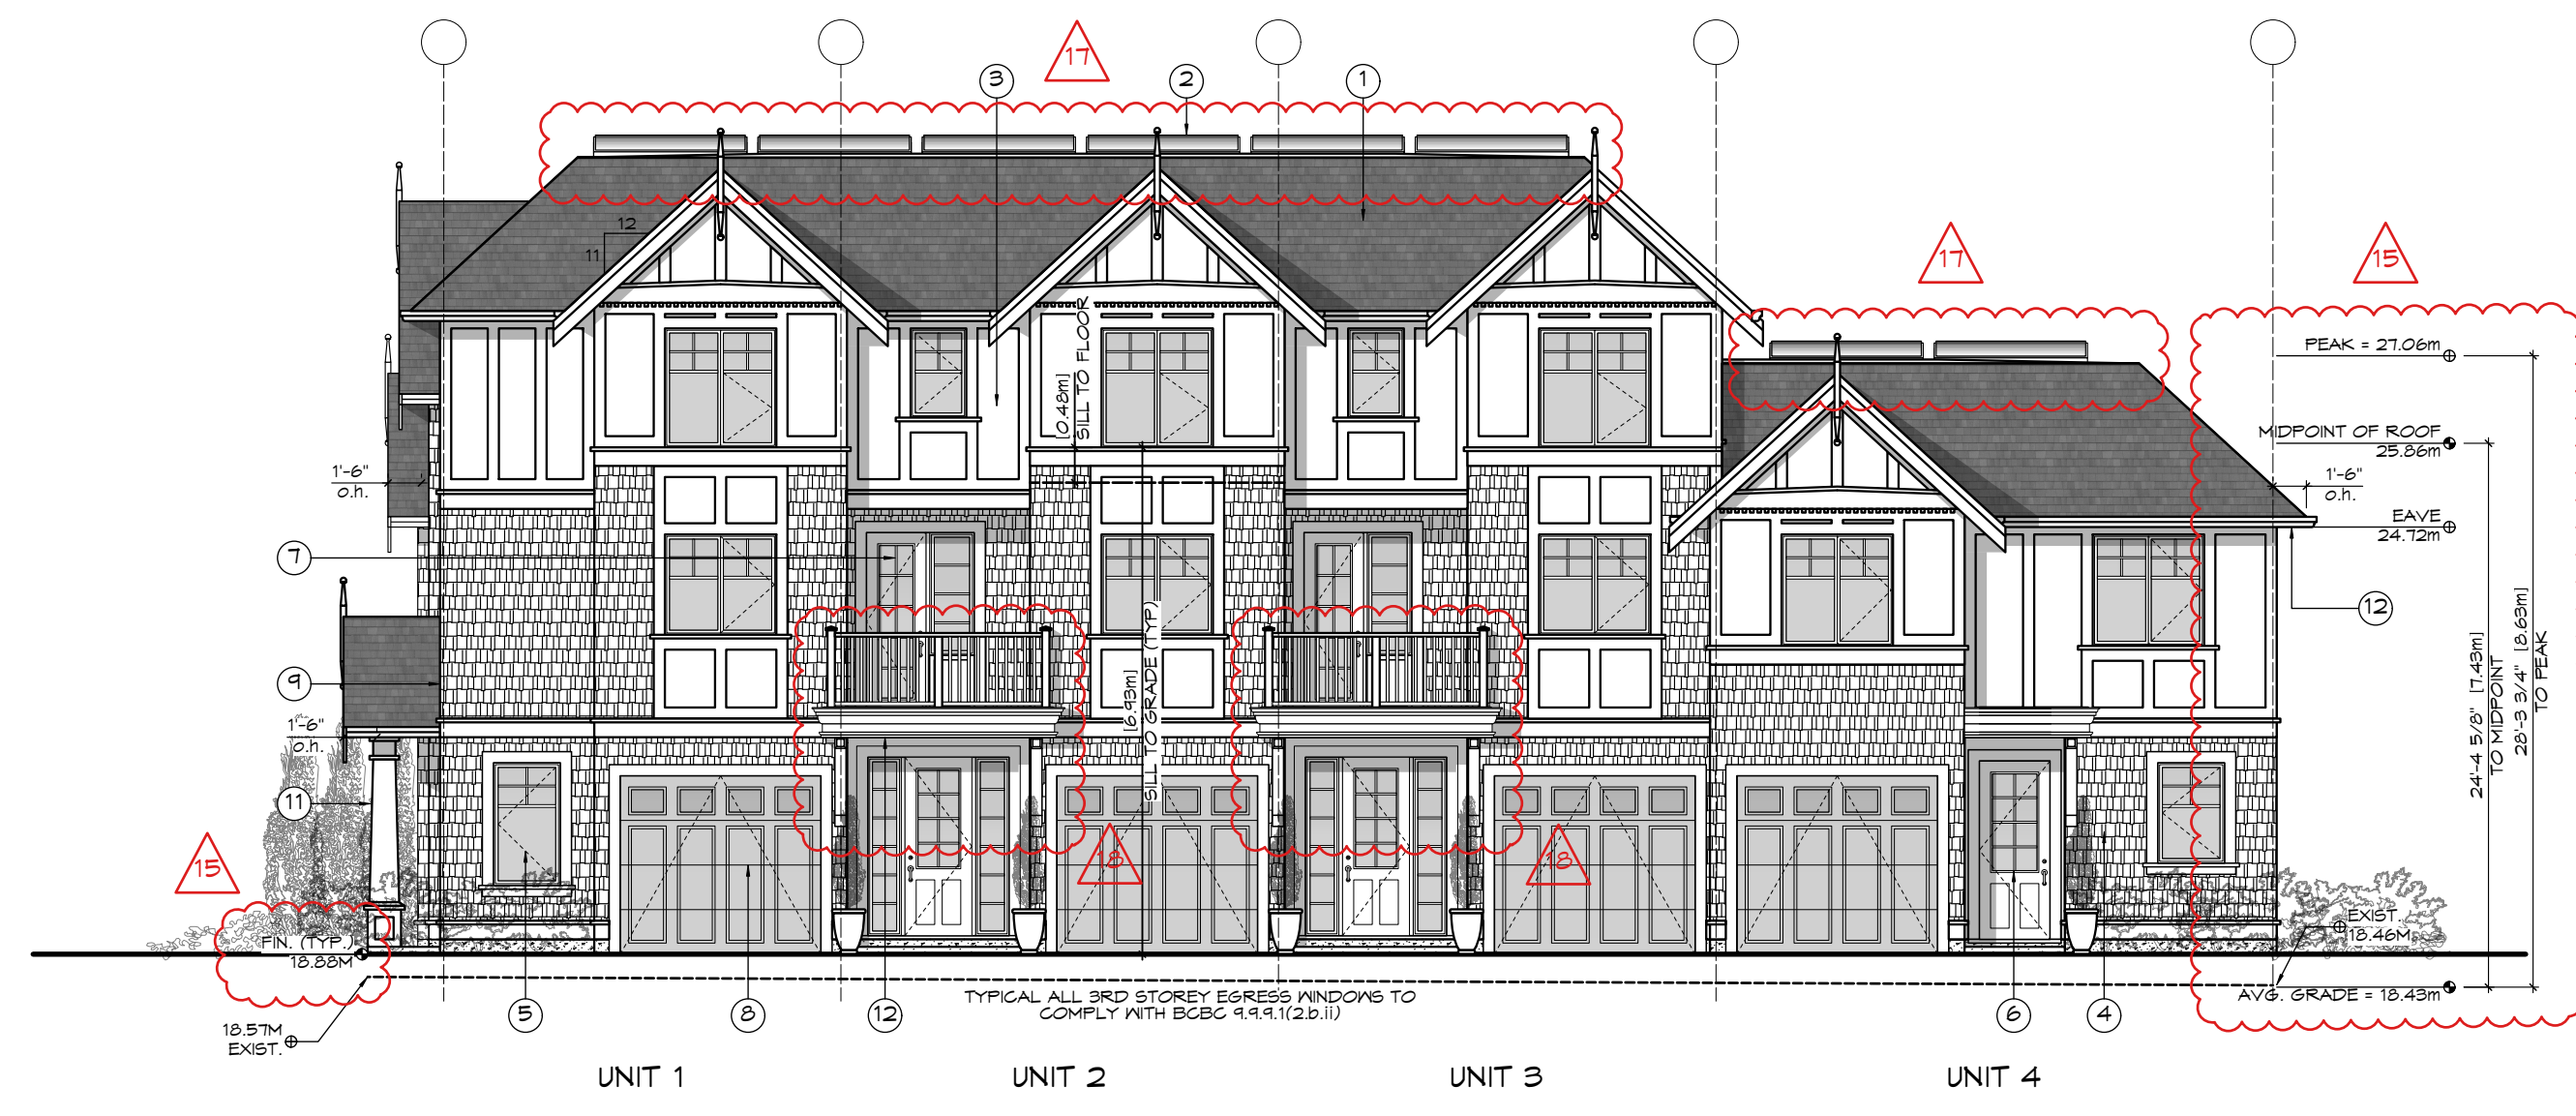 17
3
2
1
12
11
17
15
PEAK = 27.06m
[0.48m]
SILL TO FLOOR
MIDPOINT OF ROOF
25.86m
1'-6"
o.h.
1'-6"
o.h.
EAVE
24.72m
7
12
9
[6.93m]
SILL TO GRADE (TYP)
24'-4 5/8" [7.43m]
TO MIDPOINT
28'-3 3/4" [8.63m]
TO PEAK
1'-6"
o.h.
11
15
18
18
FIN. (TYP.)
18.88M
EXIST.
18.46M
AVG. GRADE = 18.43m
5
8
12
TYPICAL ALL 3RD STOREY EGRESS WINDOWS TO
COMPLY WITH BCBC 9.9.9.1(2.b.ii)
6
4
18.57M
EXIST.
UNIT 1
UNIT 2
UNIT 3
UNIT 4